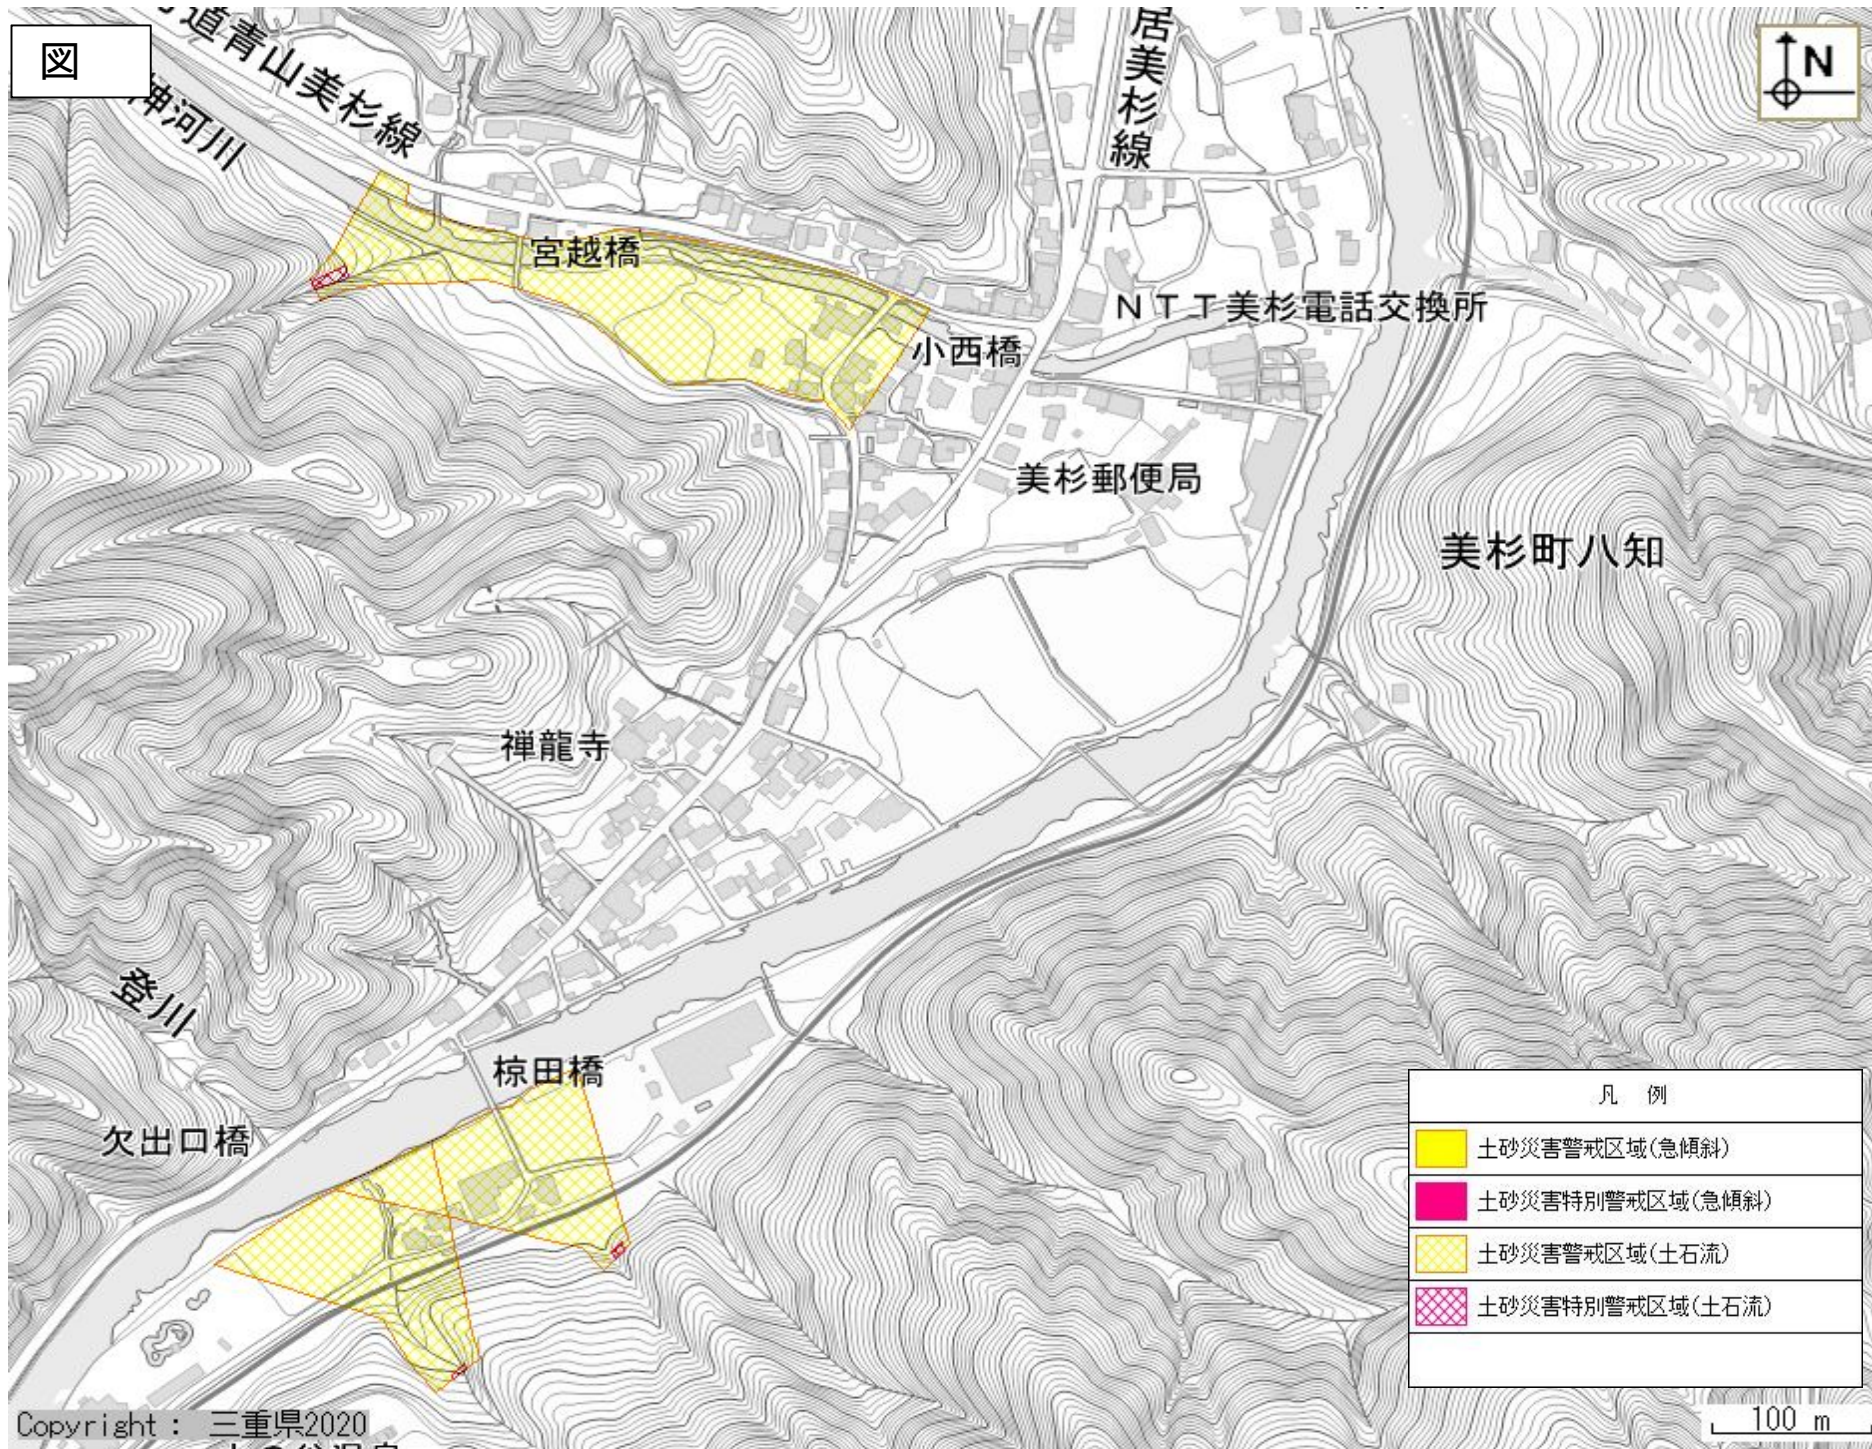 図
N
道青山美杉線
神河川
居美杉線
宮越橋
NTT美杉電話交換所
小西橋
美杉郵便局
美杉町八知
禅龍寺
登川
椋田橋
欠出口橋
凡 例
土砂災害警戒区域(急傾斜)
土砂災害特別警戒区域(急傾斜)
土砂災害警戒区域(土石流)
土砂災害特別警戒区域(土石流)
Copyright : 三重県2020
100 m